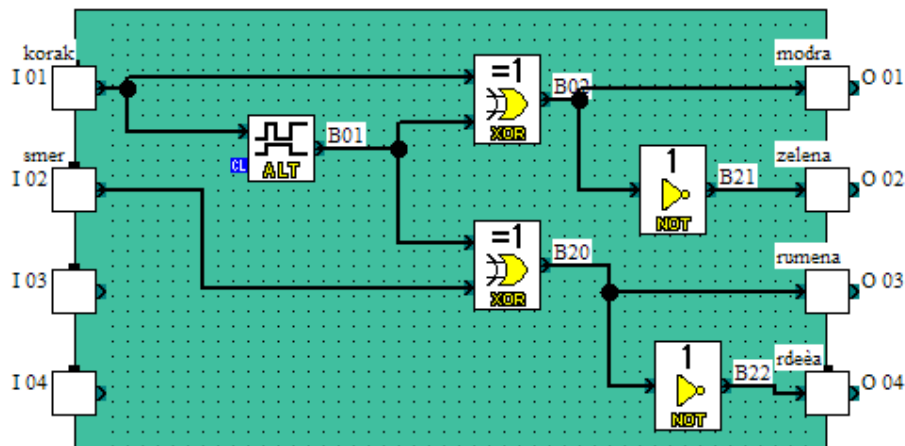 korak
I 01
=1
XOR
B02
modra
O 01
CL
ALT
B01
smer
I 02
1
NOT
B21
zelena
O 02
I 03
=1
XOR
B20
rumena
O 03
I 04
1
NOT
B22
rdeèa
O 04